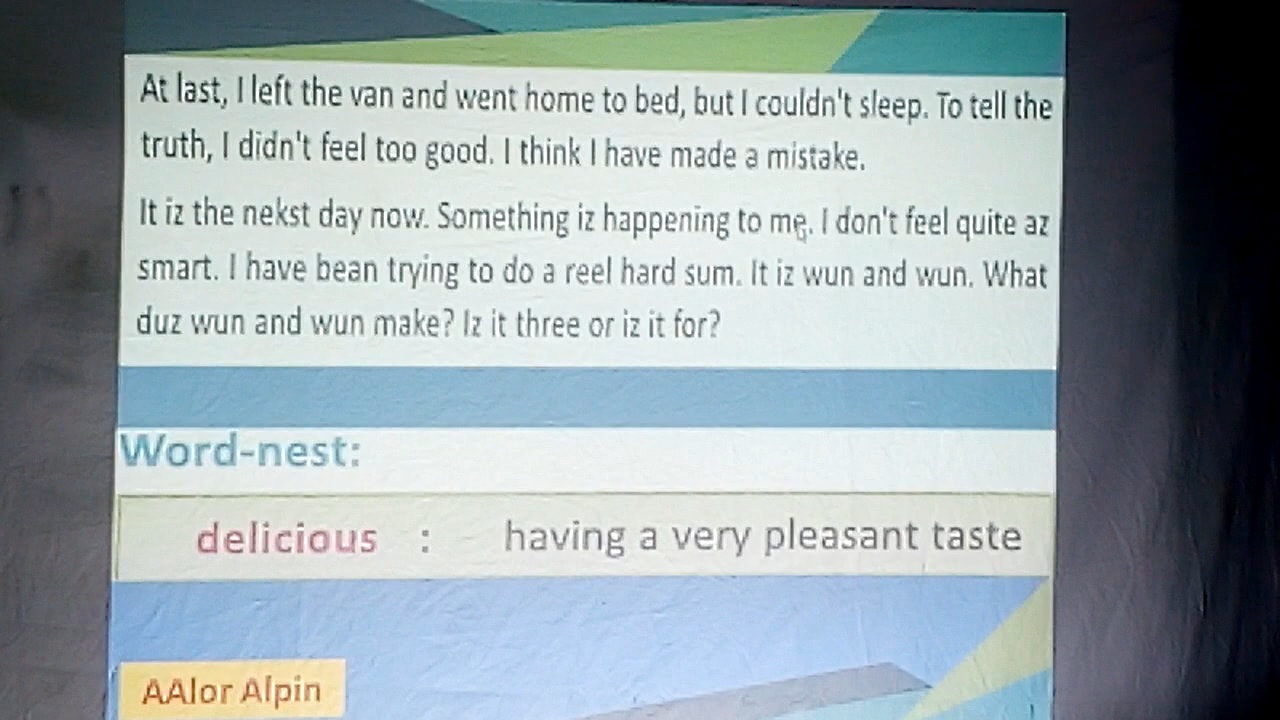 At last, I left the van and went home to bed, but I couldn't sleep. To tell the
truth, I didn't feel too good. I think I have made a mistake.
It iz the nekst day now. Something iz happening to me. I don't feel quite az
smart. I have bean trying to do a reel hard sum. It iz wun and wun. What
duz wun and wun make? Iz it three or iz it for?
Word-nest:
delicious : having a very pleasant taste
AAlor Alpin